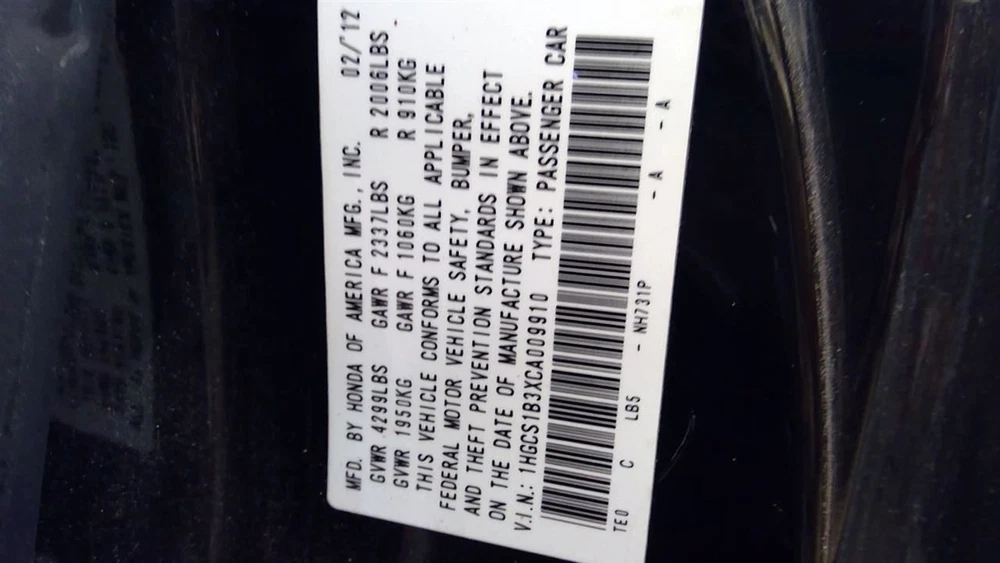 MFD. BY HONDA OF AMERICA MFG., INC. 02/12
GVWR 4299LBS GAWR F 2337LBS R 2006LBS
GVWR 1950KG GAWR F 1060KG R 910KG
THIS VEHICLE CONFORMS TO ALL APPLICABLE
FEDERAL MOTOR VEHICLE SAFETY, BUMPER,
AND THEFT PREVENTION STANDARDS IN EFFECT
ON THE DATE OF MANUFACTURE SHOWN ABOVE.
V.I.N.: 1HGCS1B3XCA009910 TYPE: PASSENGER CAR
TE0 C LB5 - NH731P - A - A